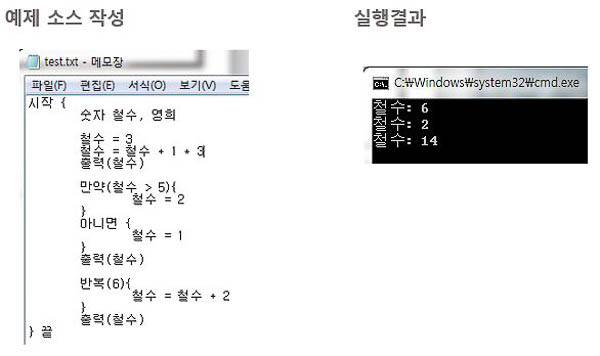 예제 소스 작성
test.txt - 메모장
파일(F) 편집(E) 서식(O) 보기(V) 도움
시작 {
숫자 철수, 영희
철수 = 3
철수 = 철수 + 1 * 3
출력(철수)
만약(철수 > 5){
철수 = 2
}
아니면 {
철수 = 1
}
출력(철수)
반복(6){
철수 = 철수 + 2
}
출력(철수)
} 끝
실행결과
C:\Windows\system32\cmd.exe
철수: 6
철수: 2
철수: 14